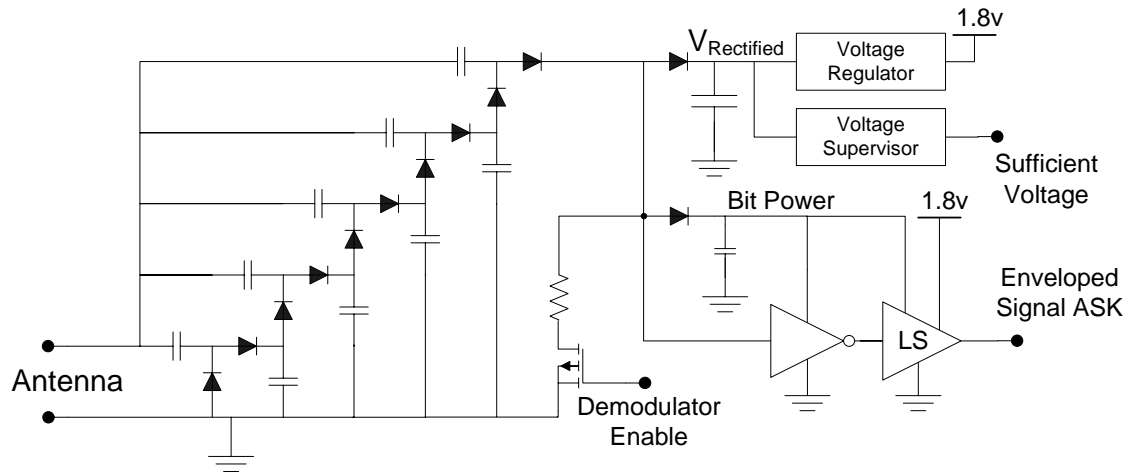 1.8v
VRectified
Voltage
Regulator
Voltage
Supervisor
Sufficient
Voltage
Bit Power
1.8v
Enveloped
Signal ASK
LS
Antenna
Demodulator
Enable